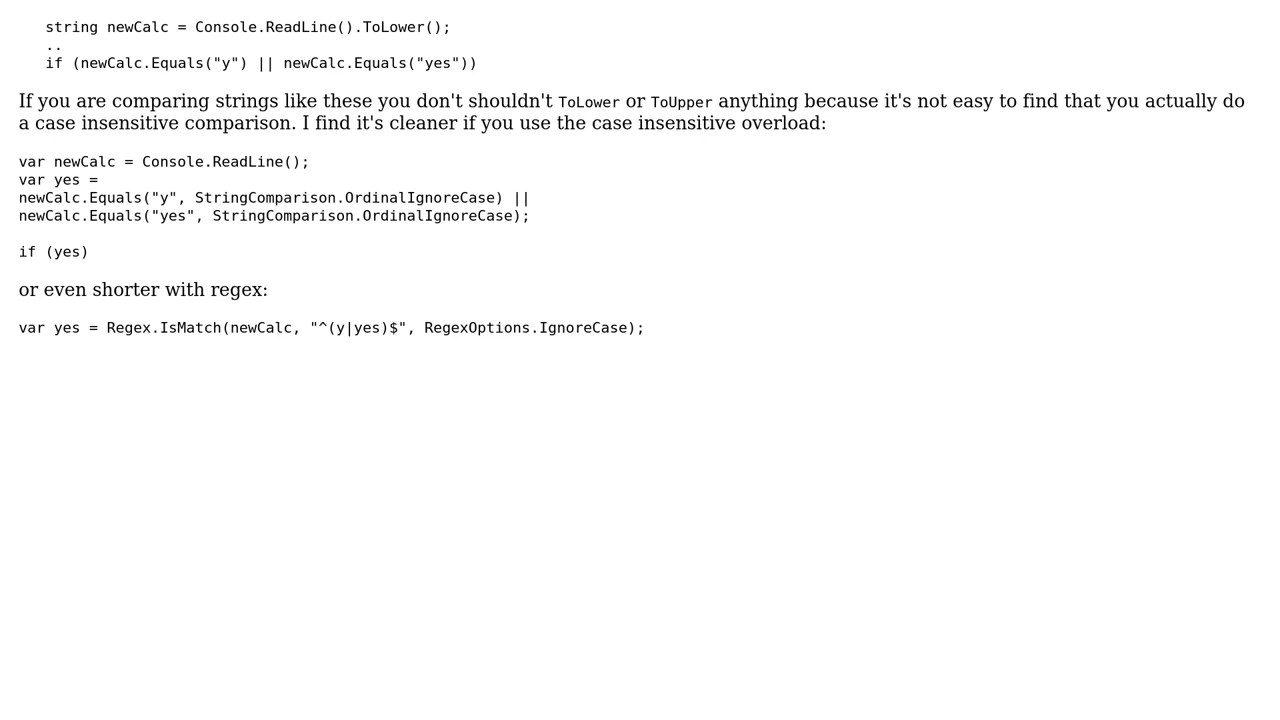 string newCalc = Console.ReadLine().ToLower();
..
if (newCalc.Equals("y") || newCalc.Equals("yes"))
If you are comparing strings like these you don't shouldn't ToLower or ToUpper anything because it's not easy to find that you actually do
a case insensitive comparison. I find it's cleaner if you use the case insensitive overload:
var newCalc = Console.ReadLine();
var yes =
newCalc.Equals("y", StringComparison.OrdinalIgnoreCase) ||
newCalc.Equals("yes", StringComparison.OrdinalIgnoreCase);
if (yes)
or even shorter with regex:
var yes = Regex.IsMatch(newCalc, "^(y|yes)$", RegexOptions.IgnoreCase);